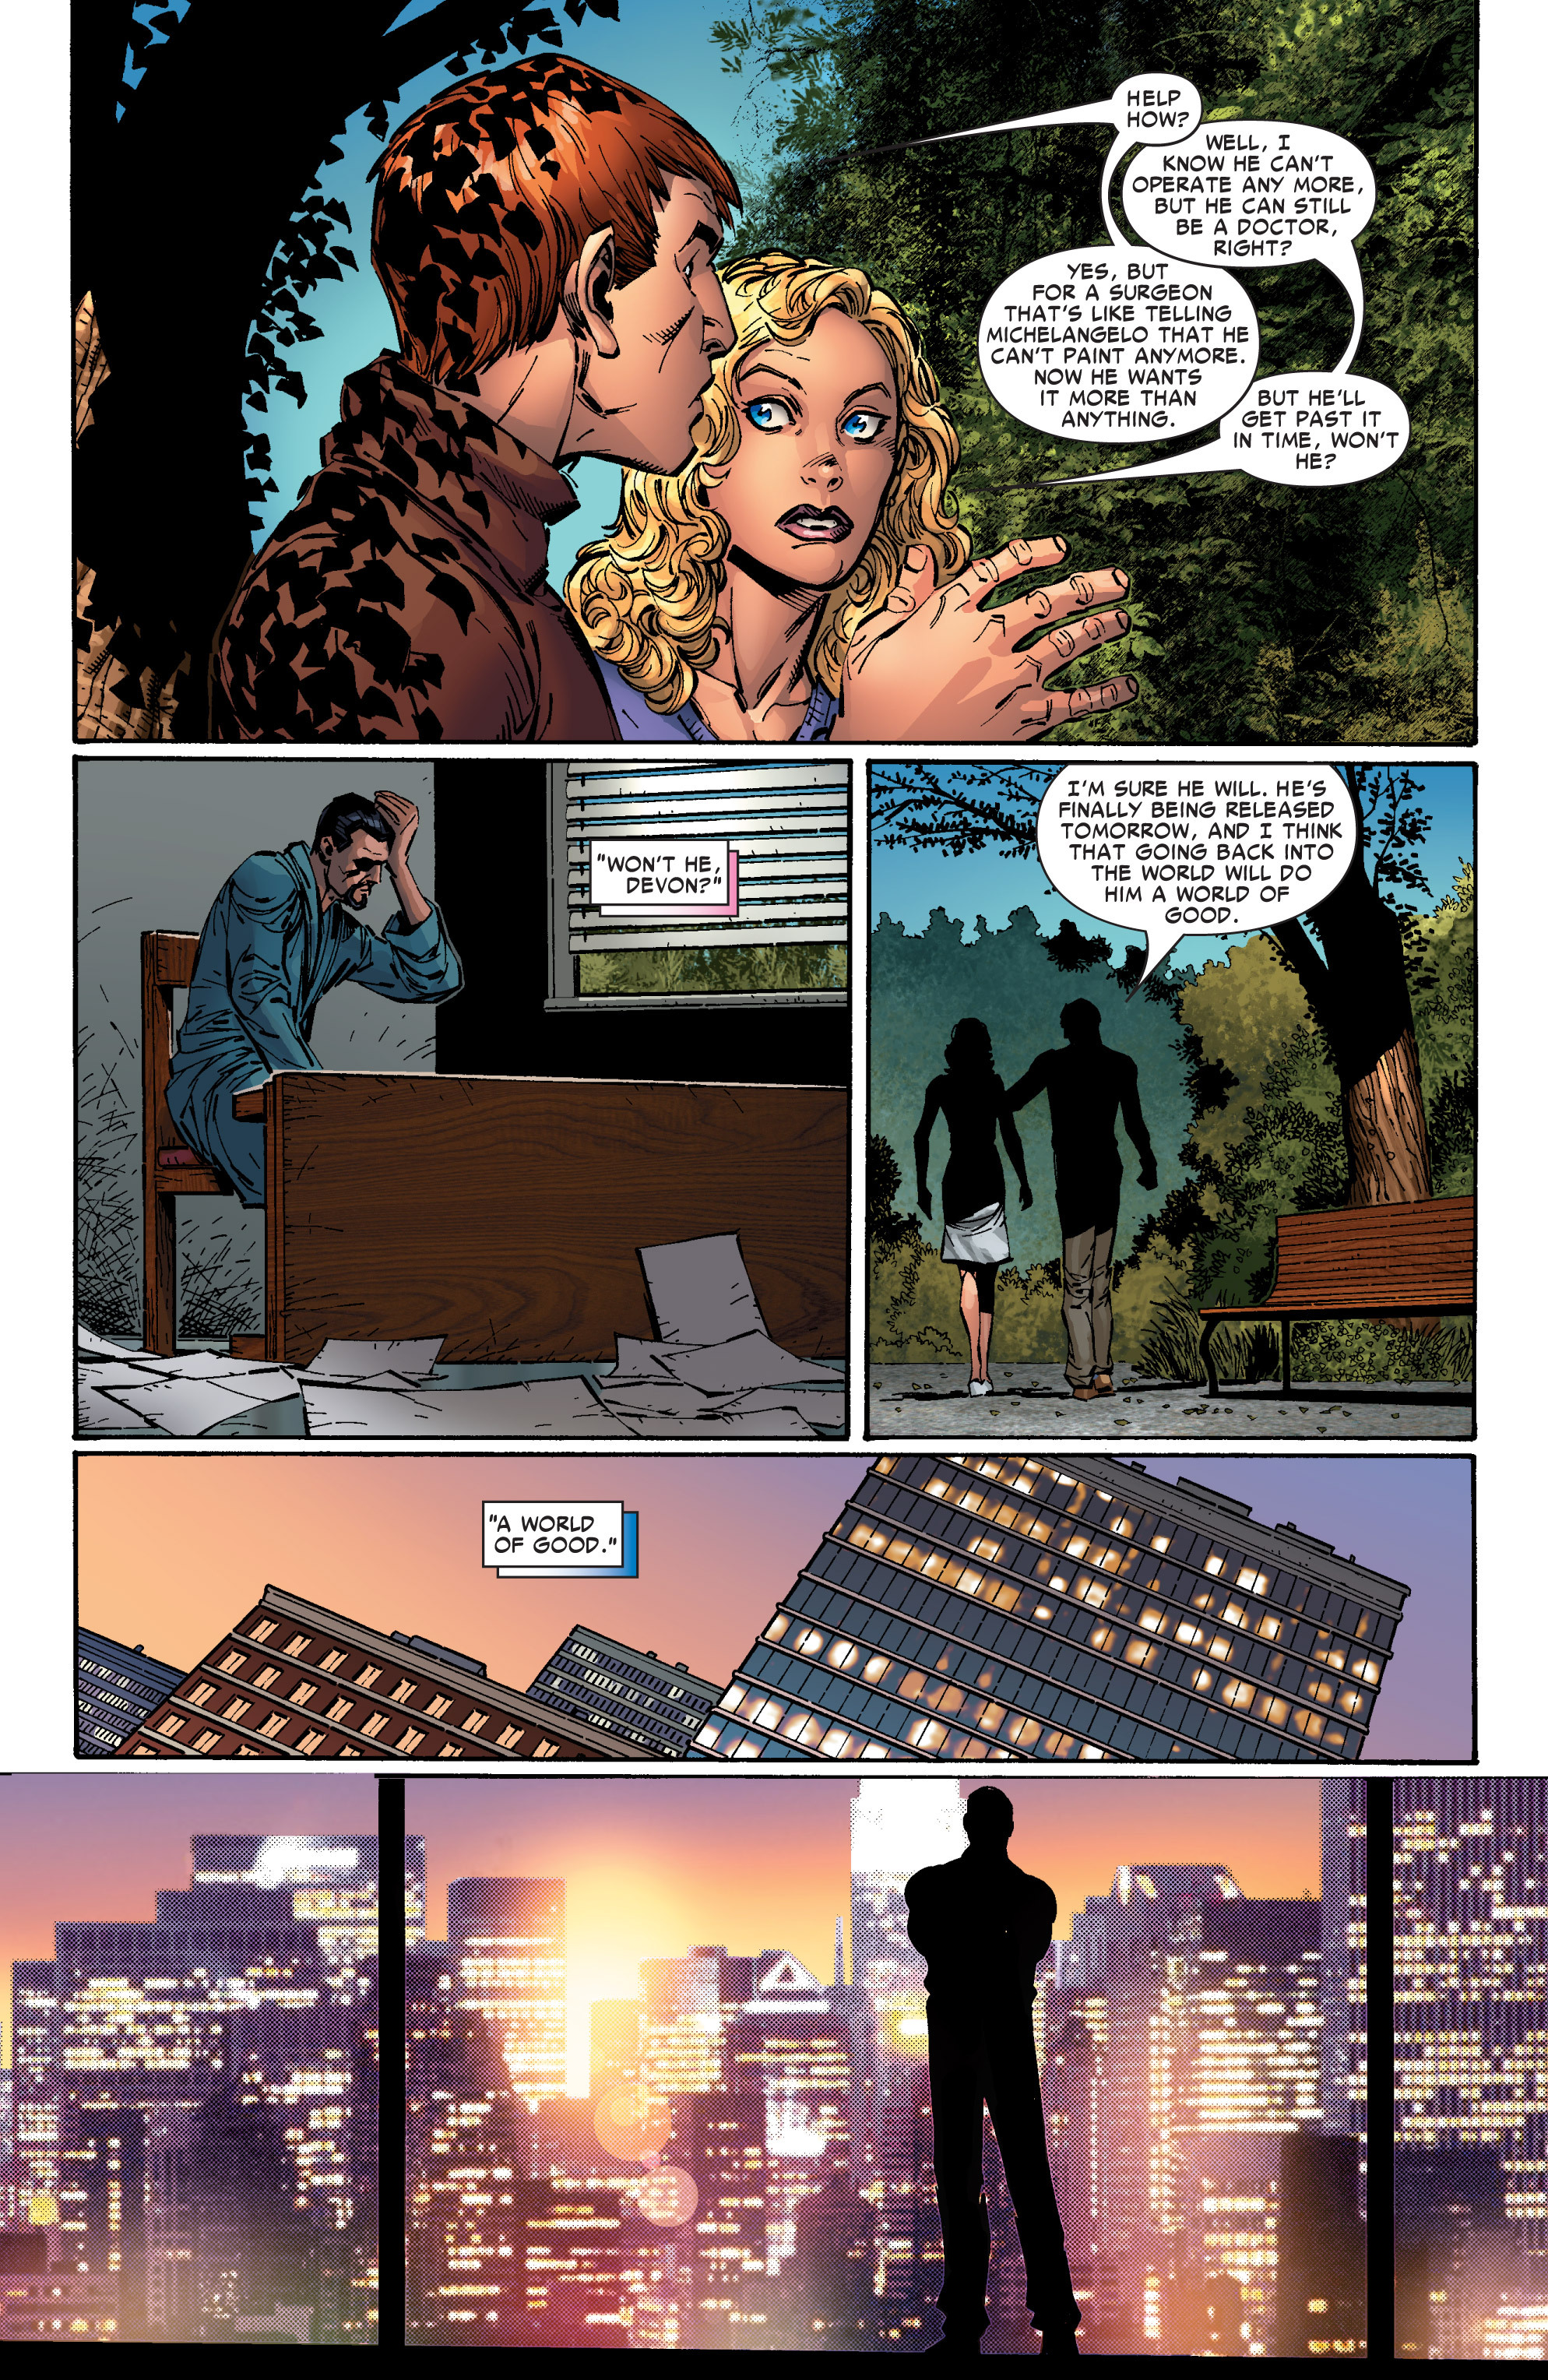 HELP
HOW?
WELL, I
KNOW HE CAN'T
OPERATE ANY MORE,
BUT HE CAN STILL
BE A DOCTOR,
RIGHT?
YES, BUT
FOR A SURGEON
THAT'S LIKE TELLING
MICHELANGELO THAT HE
CAN'T PAINT ANYMORE.
NOW HE WANTS
IT MORE THAN
ANYTHING.
BUT HE'LL
GET PAST IT
IN TIME, WON'T
HE?
"WON'T HE,
DEVON?"
I'M SURE HE WILL. HE'S
FINALLY BEING RELEASED
TOMORROW, AND I THINK
THAT GOING BACK INTO
THE WORLD WILL DO
HIM A WORLD OF
GOOD.
"A WORLD
OF GOOD."